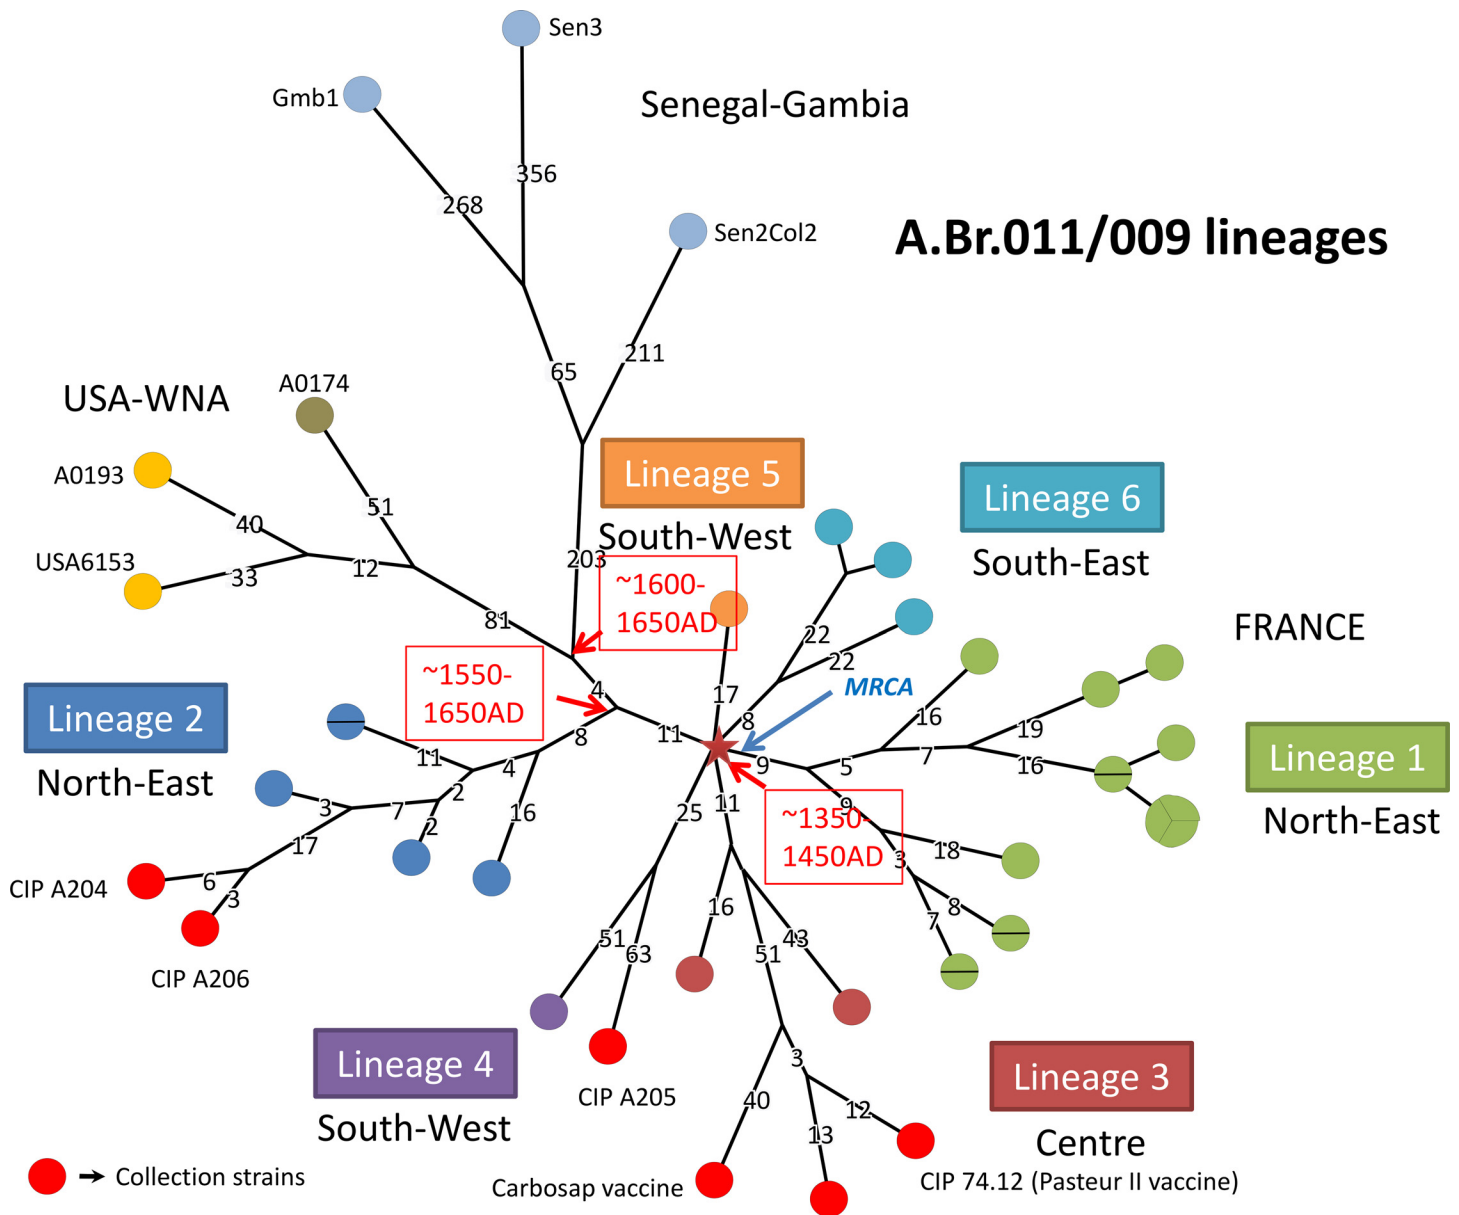 Sen3
Gmb1
Senegal-Gambia
356
268
Sen2Col2
A.Br.011/009 lineages
211
65
USA-WNA
A0174
A0193
51
40
USA6153
33
12
81
203
Lineage 5
South-West
~1600-
1650AD
Lineage 6
South-East
FRANCE
22
22
MRCA
17
8
~1550-
1650AD
4
11
8
Lineage 2
North-East
11
4
2
7
3
2
16
17
6
3
CIP A204
CIP A206
9
5
16
7
19
16
Lineage 1
North-East
~1350-
1450AD
9
3
18
8
7
25
11
16
51
63
51
43
Lineage 4
South-West
CIP A205
Lineage 3
Centre
3
40
12
13
CIP 74.12 (Pasteur II vaccine)
Carbosap vaccine
Collection strains